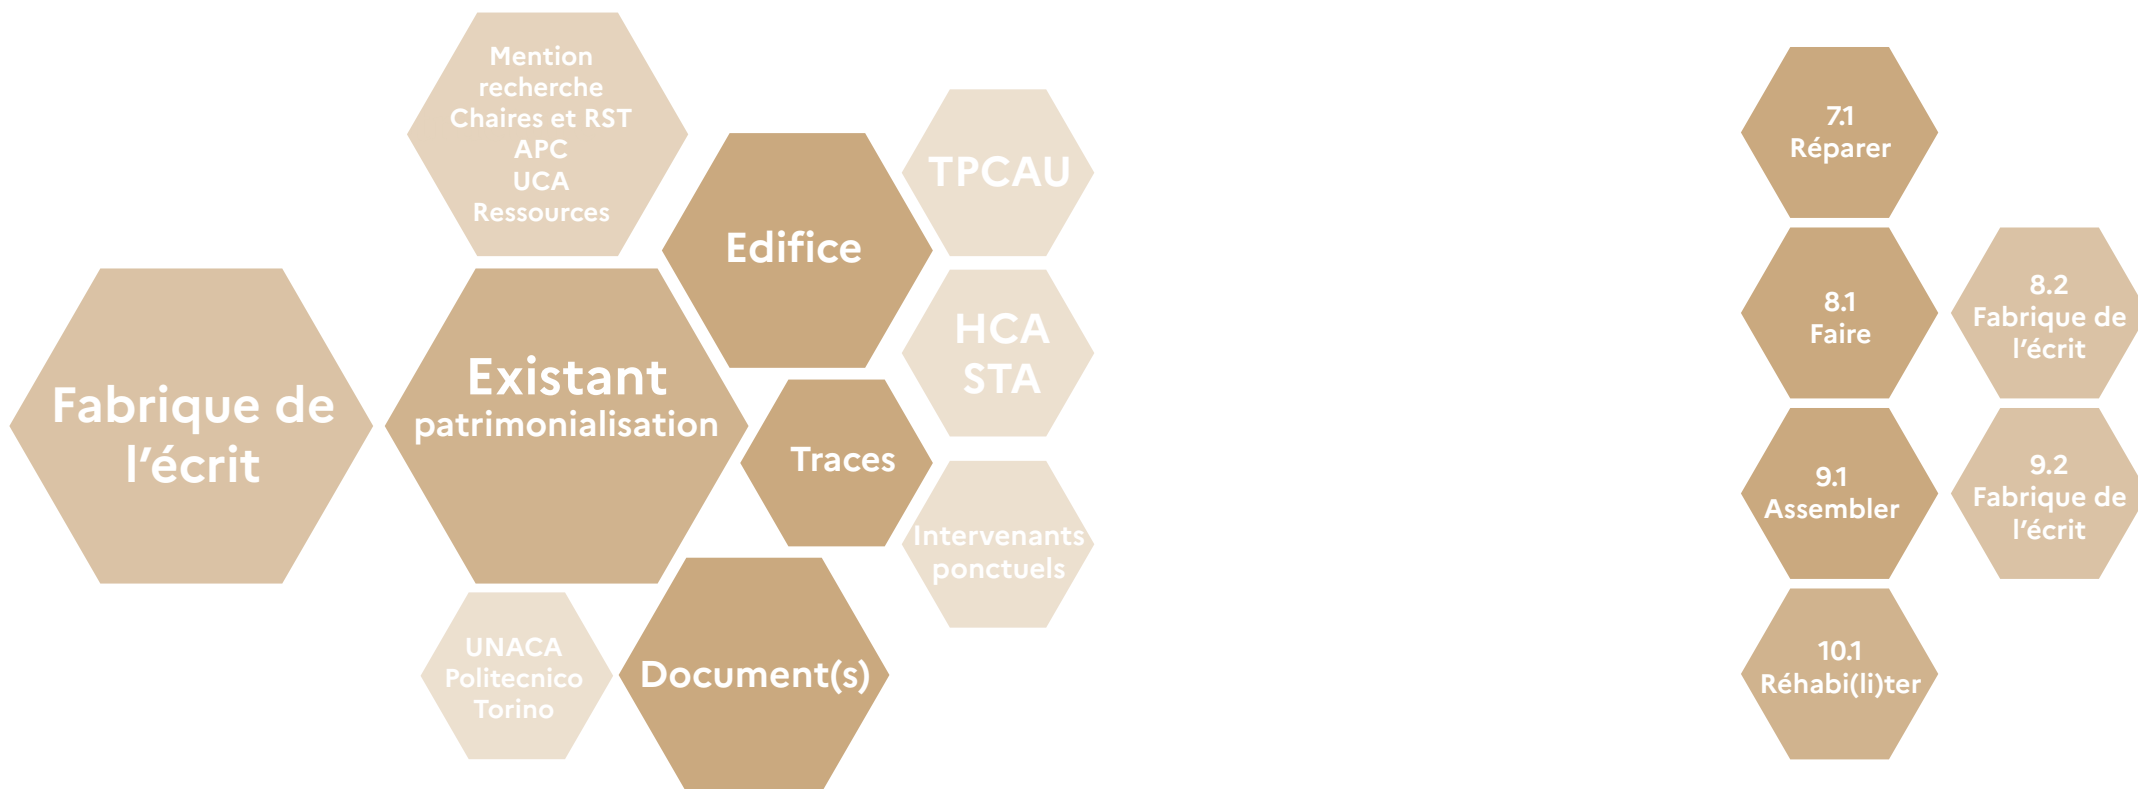 Mention
recherche
Chaires et RST
APC
UCA
Ressources
Edifice
TPCAU
HCA
STA
Fabrique de
l'écrit
Existant
patrimonialisation
Traces
Intervenants
ponctuels
UNACA
Politecnico
Torino
Document(s)
7.1
Réparer
8.1
Faire
8.2
Fabrique de
l'écrit
9.1
Assembler
9.2
Fabrique de
l'écrit
10.1
Réhabi(li)ter